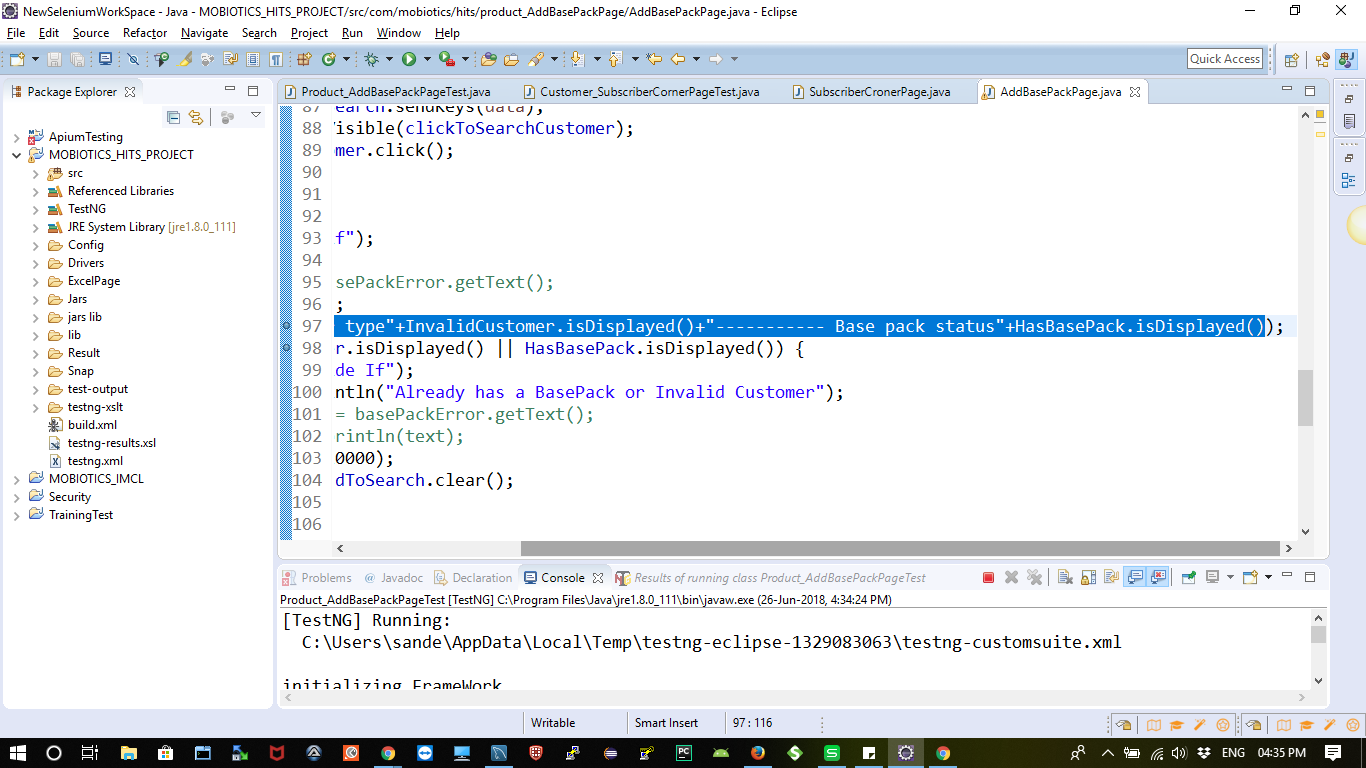 NewSeleniumWorkSpace - Java - MOBIOTICS_HITS_PROJECT/src/com/mobiotics/hits/product_AddBasePackPage/AddBasePackPage.java - Eclipse
File Edit Source Refactor Navigate Search Project Run Window Help
Quick Access
Package Explorer
Product_AddBasePackPageTest.java Customer_SubscriberCornerPageTest.java SubscriberCronerPage.java AddBasePackPage.java
ApiumTesting
MOBIOTICS_HITS_PROJECT
src
Referenced Libraries
TestNG
JRE System Library [jre1.8.0_111]
Config
Drivers
ExcelPage
Jars
jars lib
lib
Result
Snap
test-output
testng-xslt
build.xml
testng-results.xsl
testng.xml
MOBIOTICS_IMCL
Security
TrainingTest
87 earch.sendKeys(data);
88 isible(clickToSearchCustomer);
89 mer.click();
90
91
92
93 f");
94
95 sePackError.getText();
96 ;
97 type"+InvalidCustomer.isDisplayed()+"----------- Base pack status"+HasBasePack.isDisplayed());
98 r.isDisplayed() || HasBasePack.isDisplayed()) {
99 de If");
100 ntln("Already has a BasePack or Invalid Customer");
101 = basePackError.getText();
102 rintln(text);
103 0000);
104 dToSearch.clear();
105
106
Problems @ Javadoc Declaration Console Results of running class Product_AddBasePackPageTest
Product_AddBasePackPageTest [TestNG] C:\Program Files\Java\jre1.8.0_111\bin\javaw.exe (26-Jun-2018, 4:34:24 PM)
[TestNG] Running:
C:\Users\sande\AppData\Local\Temp\testng-eclipse-1329083063\testng-customsuite.xml
initializing FrameWork
Writable Smart Insert 97 : 116
ENG 04:35 PM